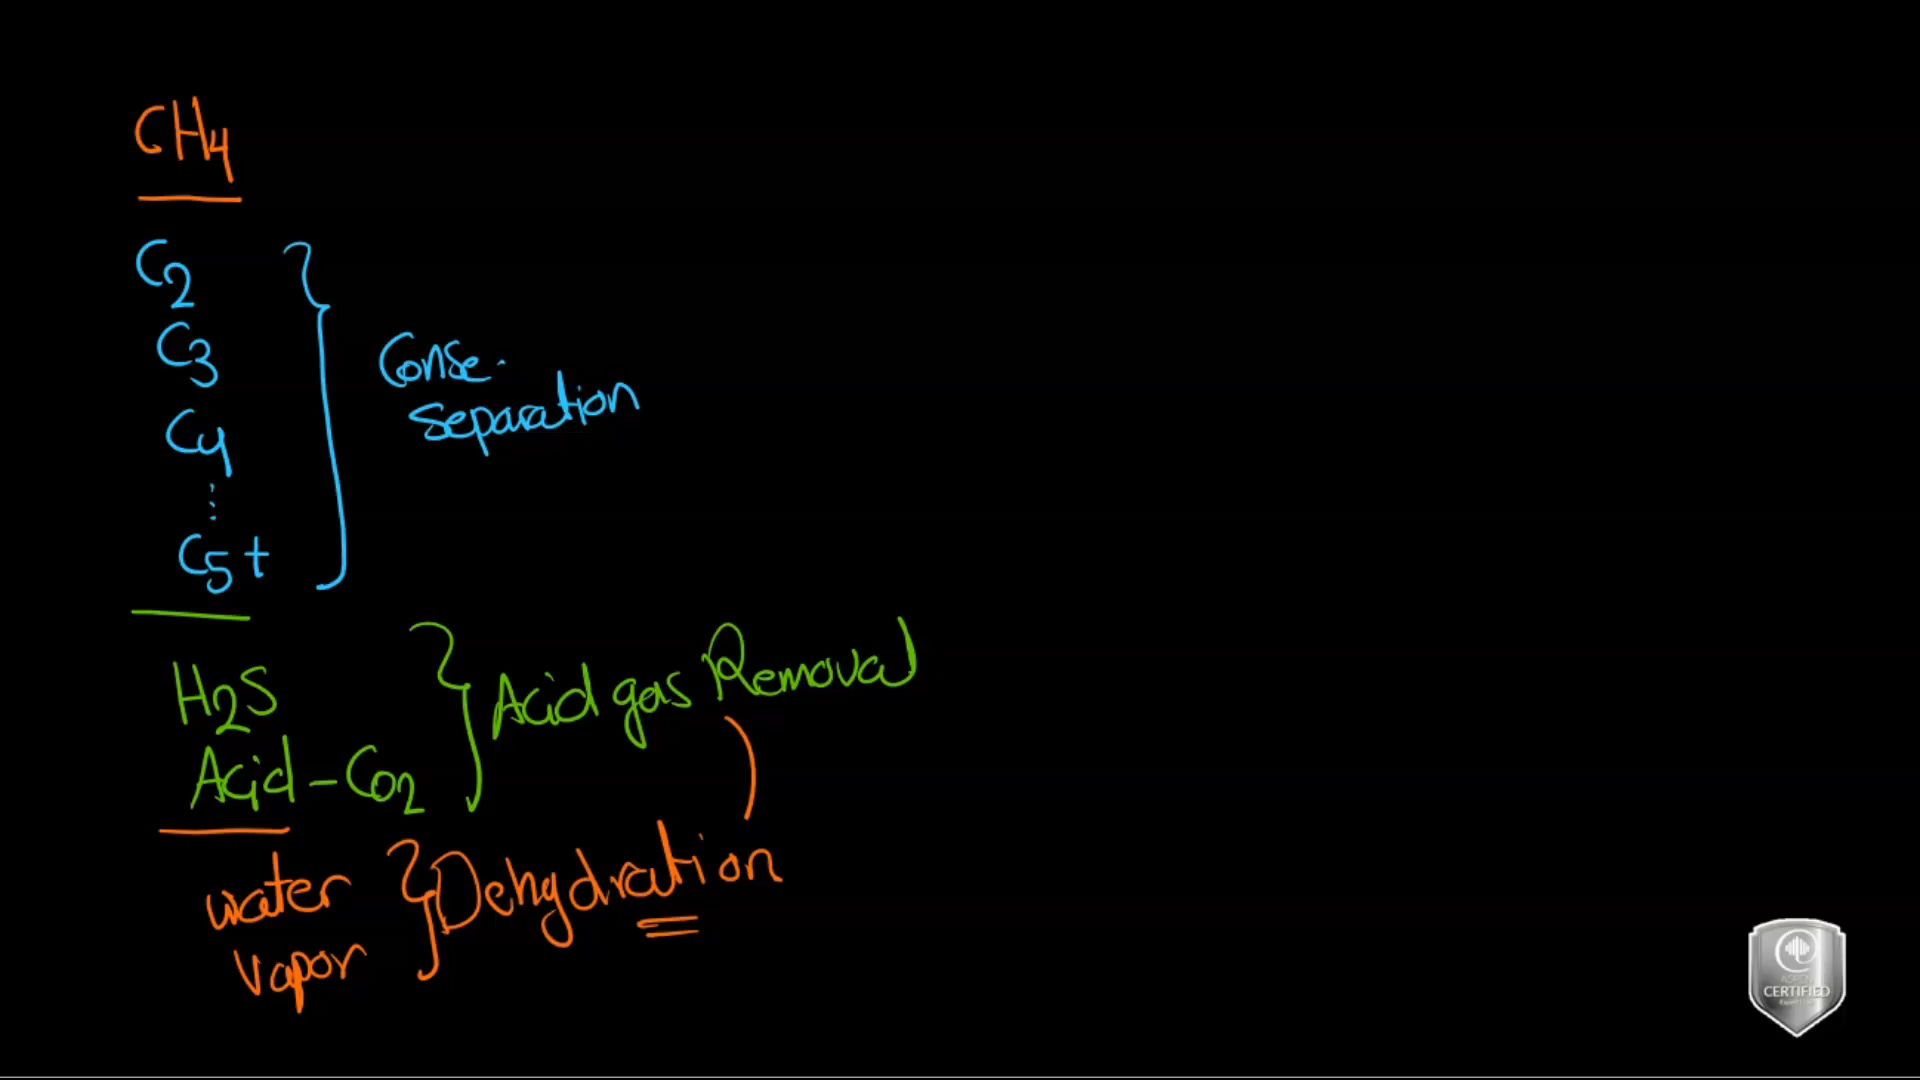 CH4
C2
C3
C4
⋮
C5+
Conse.
separation
H2S
Acid - CO2
Acid gas Removal
water
vapor
Dehydration
CERTIFIED